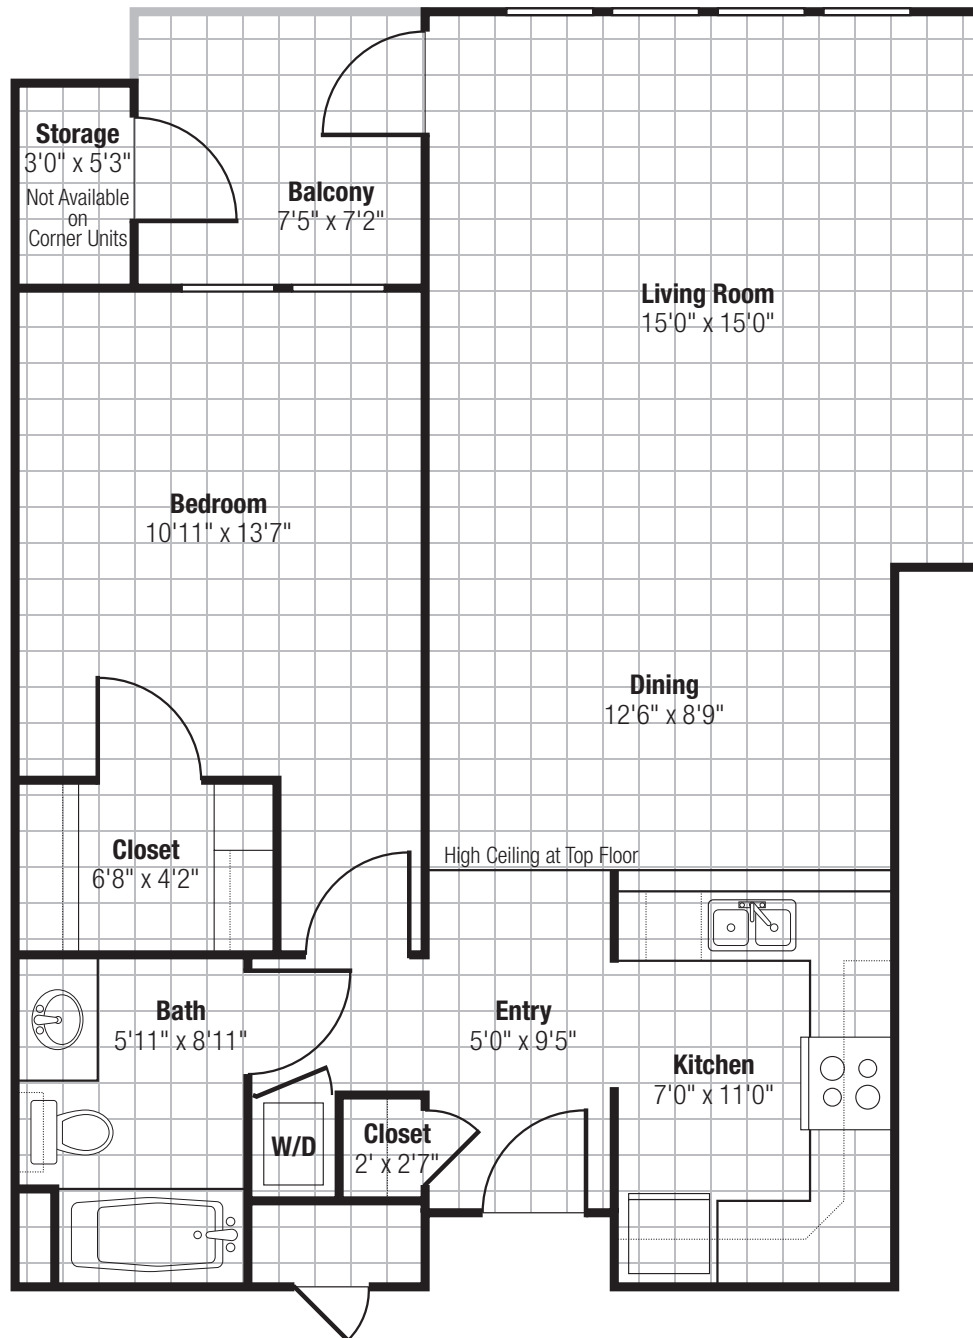 Storage
3'0" x 5'3"
Not Available
on
Corner Units
Balcony
7'5" x 7'2"
Living Room
15'0" x 15'0"
Bedroom
10'11" x 13'7"
Dining
12'6" x 8'9"
High Ceiling at Top Floor
Closet
6'8" x 4'2"
Bath
5'11" x 8'11"
Entry
5'0" x 9'5"
Kitchen
7'0" x 11'0"
W/D
Closet
2' x 2'7"